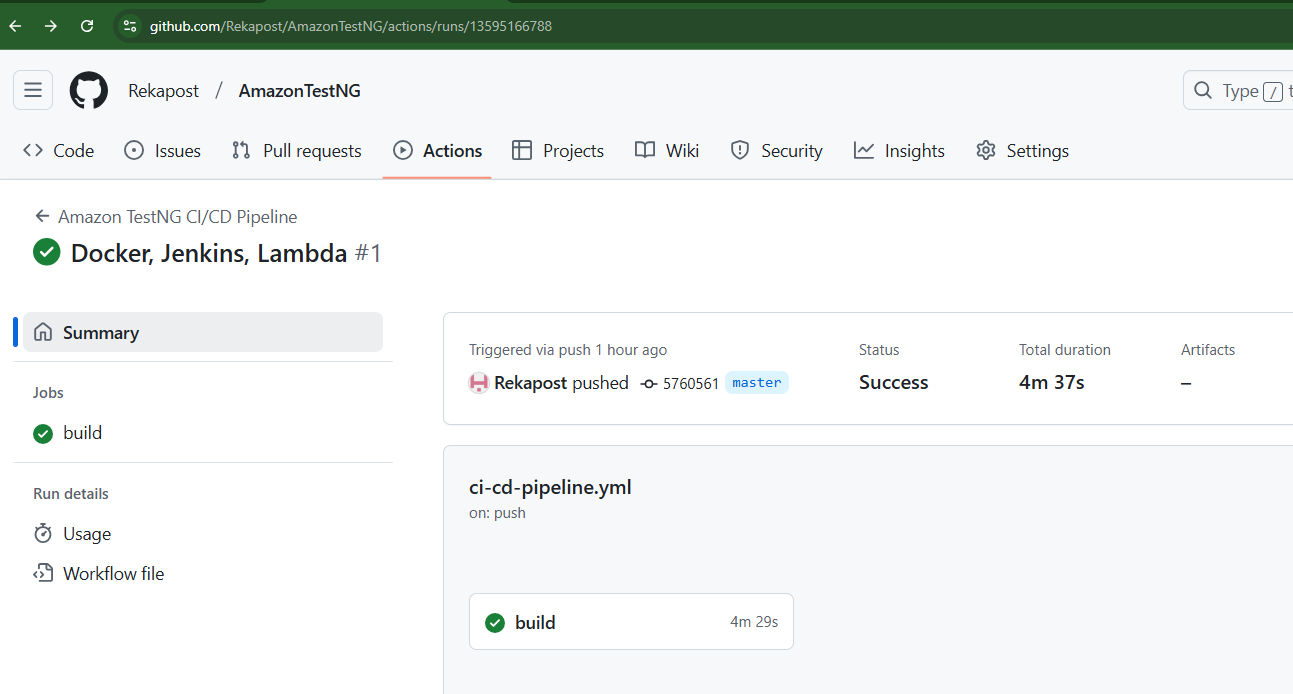 github.com/Rekapost/AmazonTestNG/actions/runs/13595166788
Rekapost / AmazonTestNG
Type / t
Code Issues Pull requests Actions Projects Wiki Security Insights Settings
Amazon TestNG CI/CD Pipeline
Docker, Jenkins, Lambda #1
Summary
Jobs
build
Run details
Usage
Workflow file
Triggered via push 1 hour ago
Rekapost pushed 5760561 master
Status
Success
Total duration
4m 37s
Artifacts
–
ci-cd-pipeline.yml
on: push
build 4m 29s